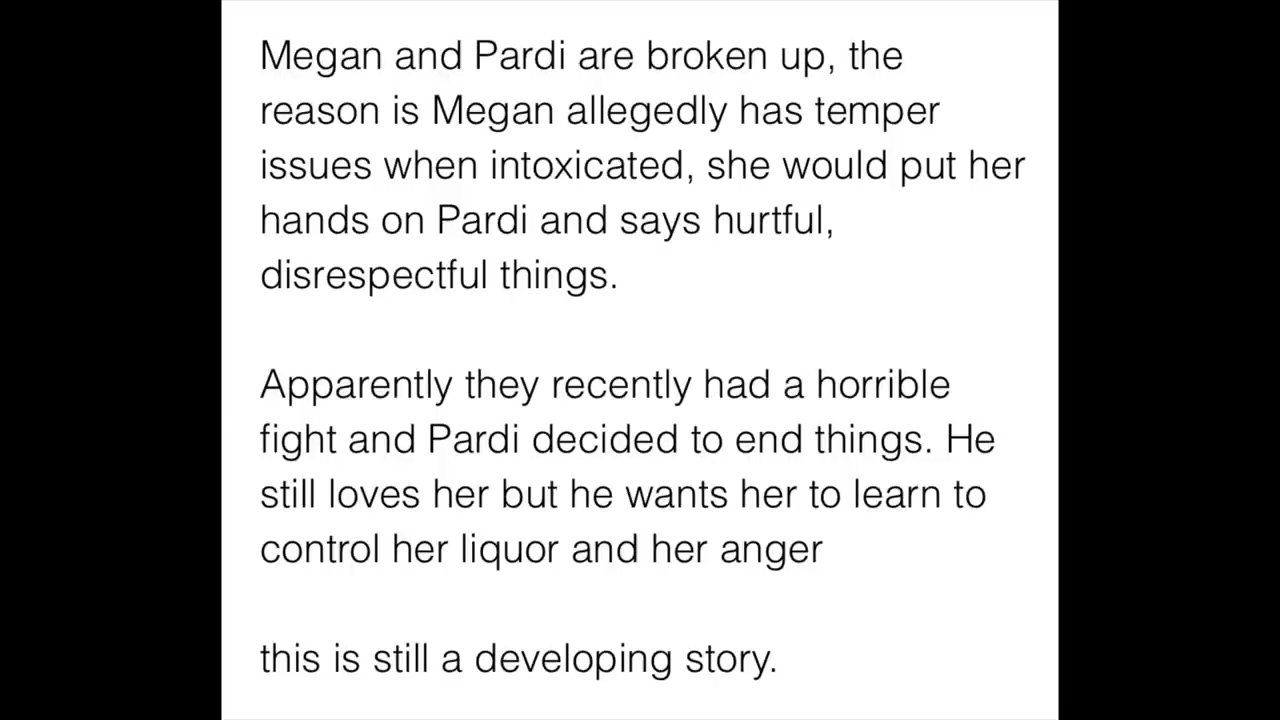 Megan and Pardi are broken up, the
reason is Megan allegedly has temper
issues when intoxicated, she would put her
hands on Pardi and says hurtful,
disrespectful things.
Apparently they recently had a horrible
fight and Pardi decided to end things. He
still loves her but he wants her to learn to
control her liquor and her anger
this is still a developing story.